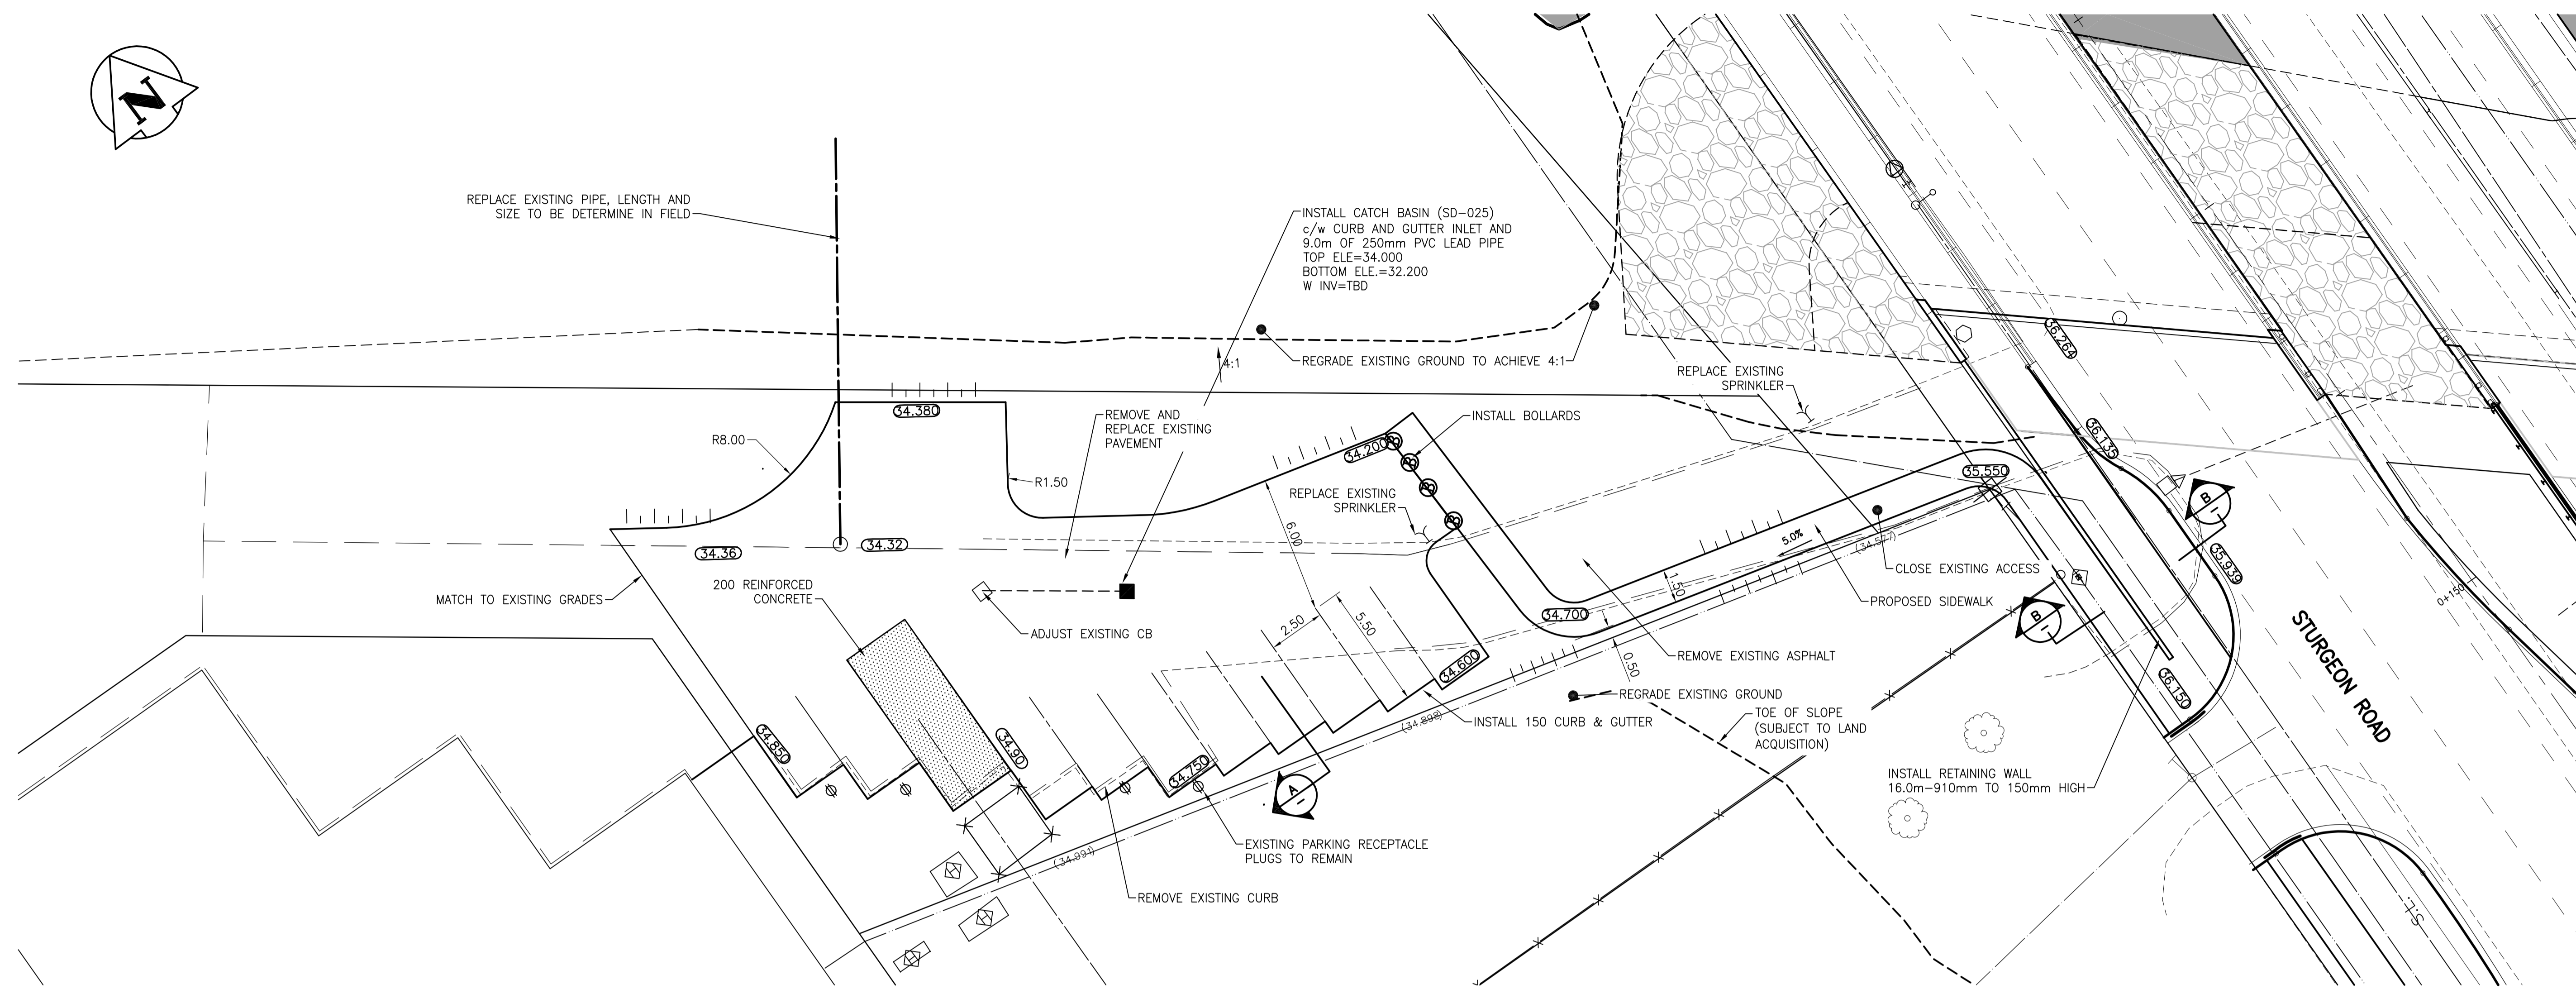 N
REPLACE EXISTING PIPE, LENGTH AND
SIZE TO BE DETERMINE IN FIELD
INSTALL CATCH BASIN (SD-025)
c/w CURB AND GUTTER INLET AND
9.0m OF 250mm PVC LEAD PIPE
TOP ELE=34.000
BOTTOM ELE.=32.200
W INV=TBD
4:1
REGRADE EXISTING GROUND TO ACHIEVE 4:1
REPLACE EXISTING
SPRINKLER
36.264
34.380
REMOVE AND
REPLACE EXISTING
PAVEMENT
INSTALL BOLLARDS
R8.00
34.200
B
B
B
B
36.135
R1.50
35.550
REPLACE EXISTING
SPRINKLER
B
6.00
5.0%
(34.527)
34.36
34.32
35.939
MATCH TO EXISTING GRADES
200 REINFORCED
CONCRETE
1.50
CLOSE EXISTING ACCESS
0+150
ADJUST EXISTING CB
2.50
5.50
34.700
PROPOSED SIDEWALK
B
STURGEON ROAD
REMOVE EXISTING ASPHALT
0.50
34.600
REGRADE EXISTING GROUND
36.150
INSTALL 150 CURB & GUTTER
(34.898)
TOE OF SLOPE
(SUBJECT TO LAND
ACQUISITION)
34.850
34.90
34.750
A
INSTALL RETAINING WALL
16.0m-910mm TO 150mm HIGH
EXISTING PARKING RECEPTACLE
PLUGS TO REMAIN
(34.991)
REMOVE EXISTING CURB
H
H
H
S.L.